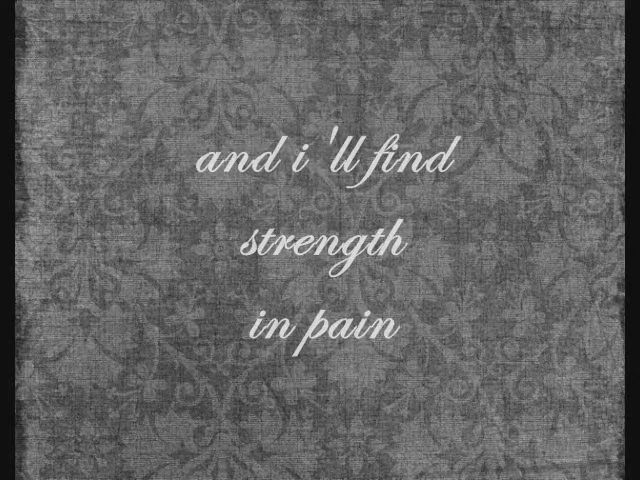 and i 'll find
strength
in pain